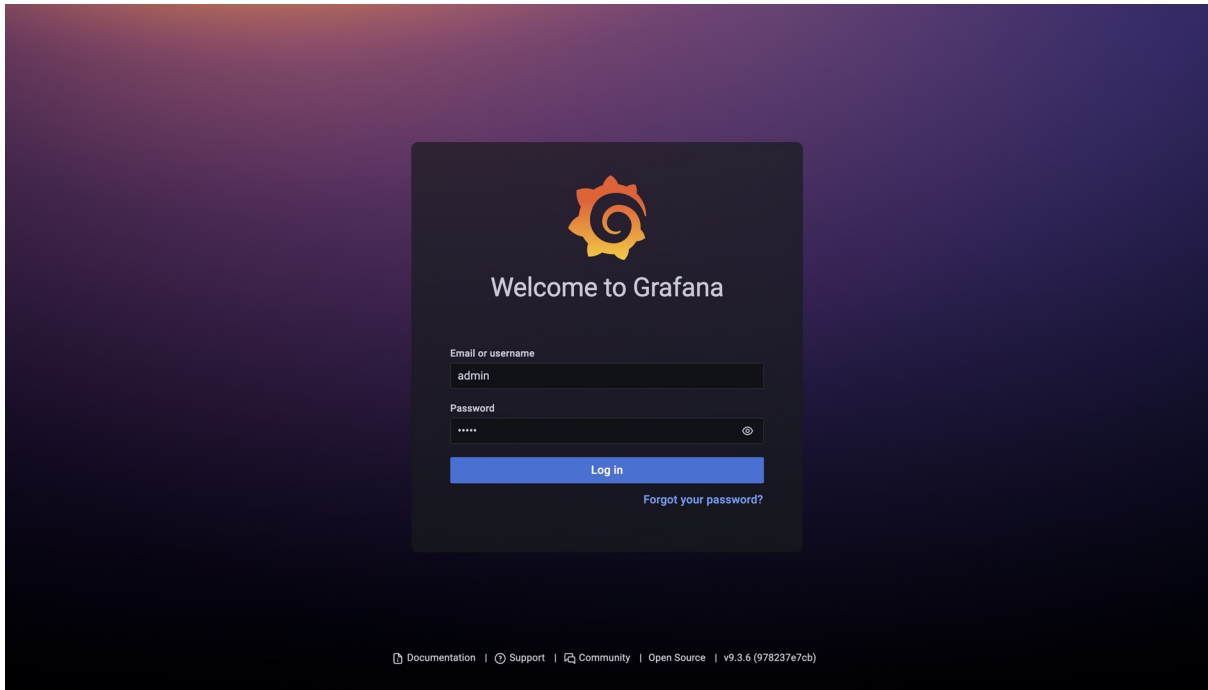 Welcome to Grafana
Email or username
admin
Password
•••••
Log in
Forgot your password?
Documentation | Support | Community | Open Source | v9.3.6 (978237e7cb)